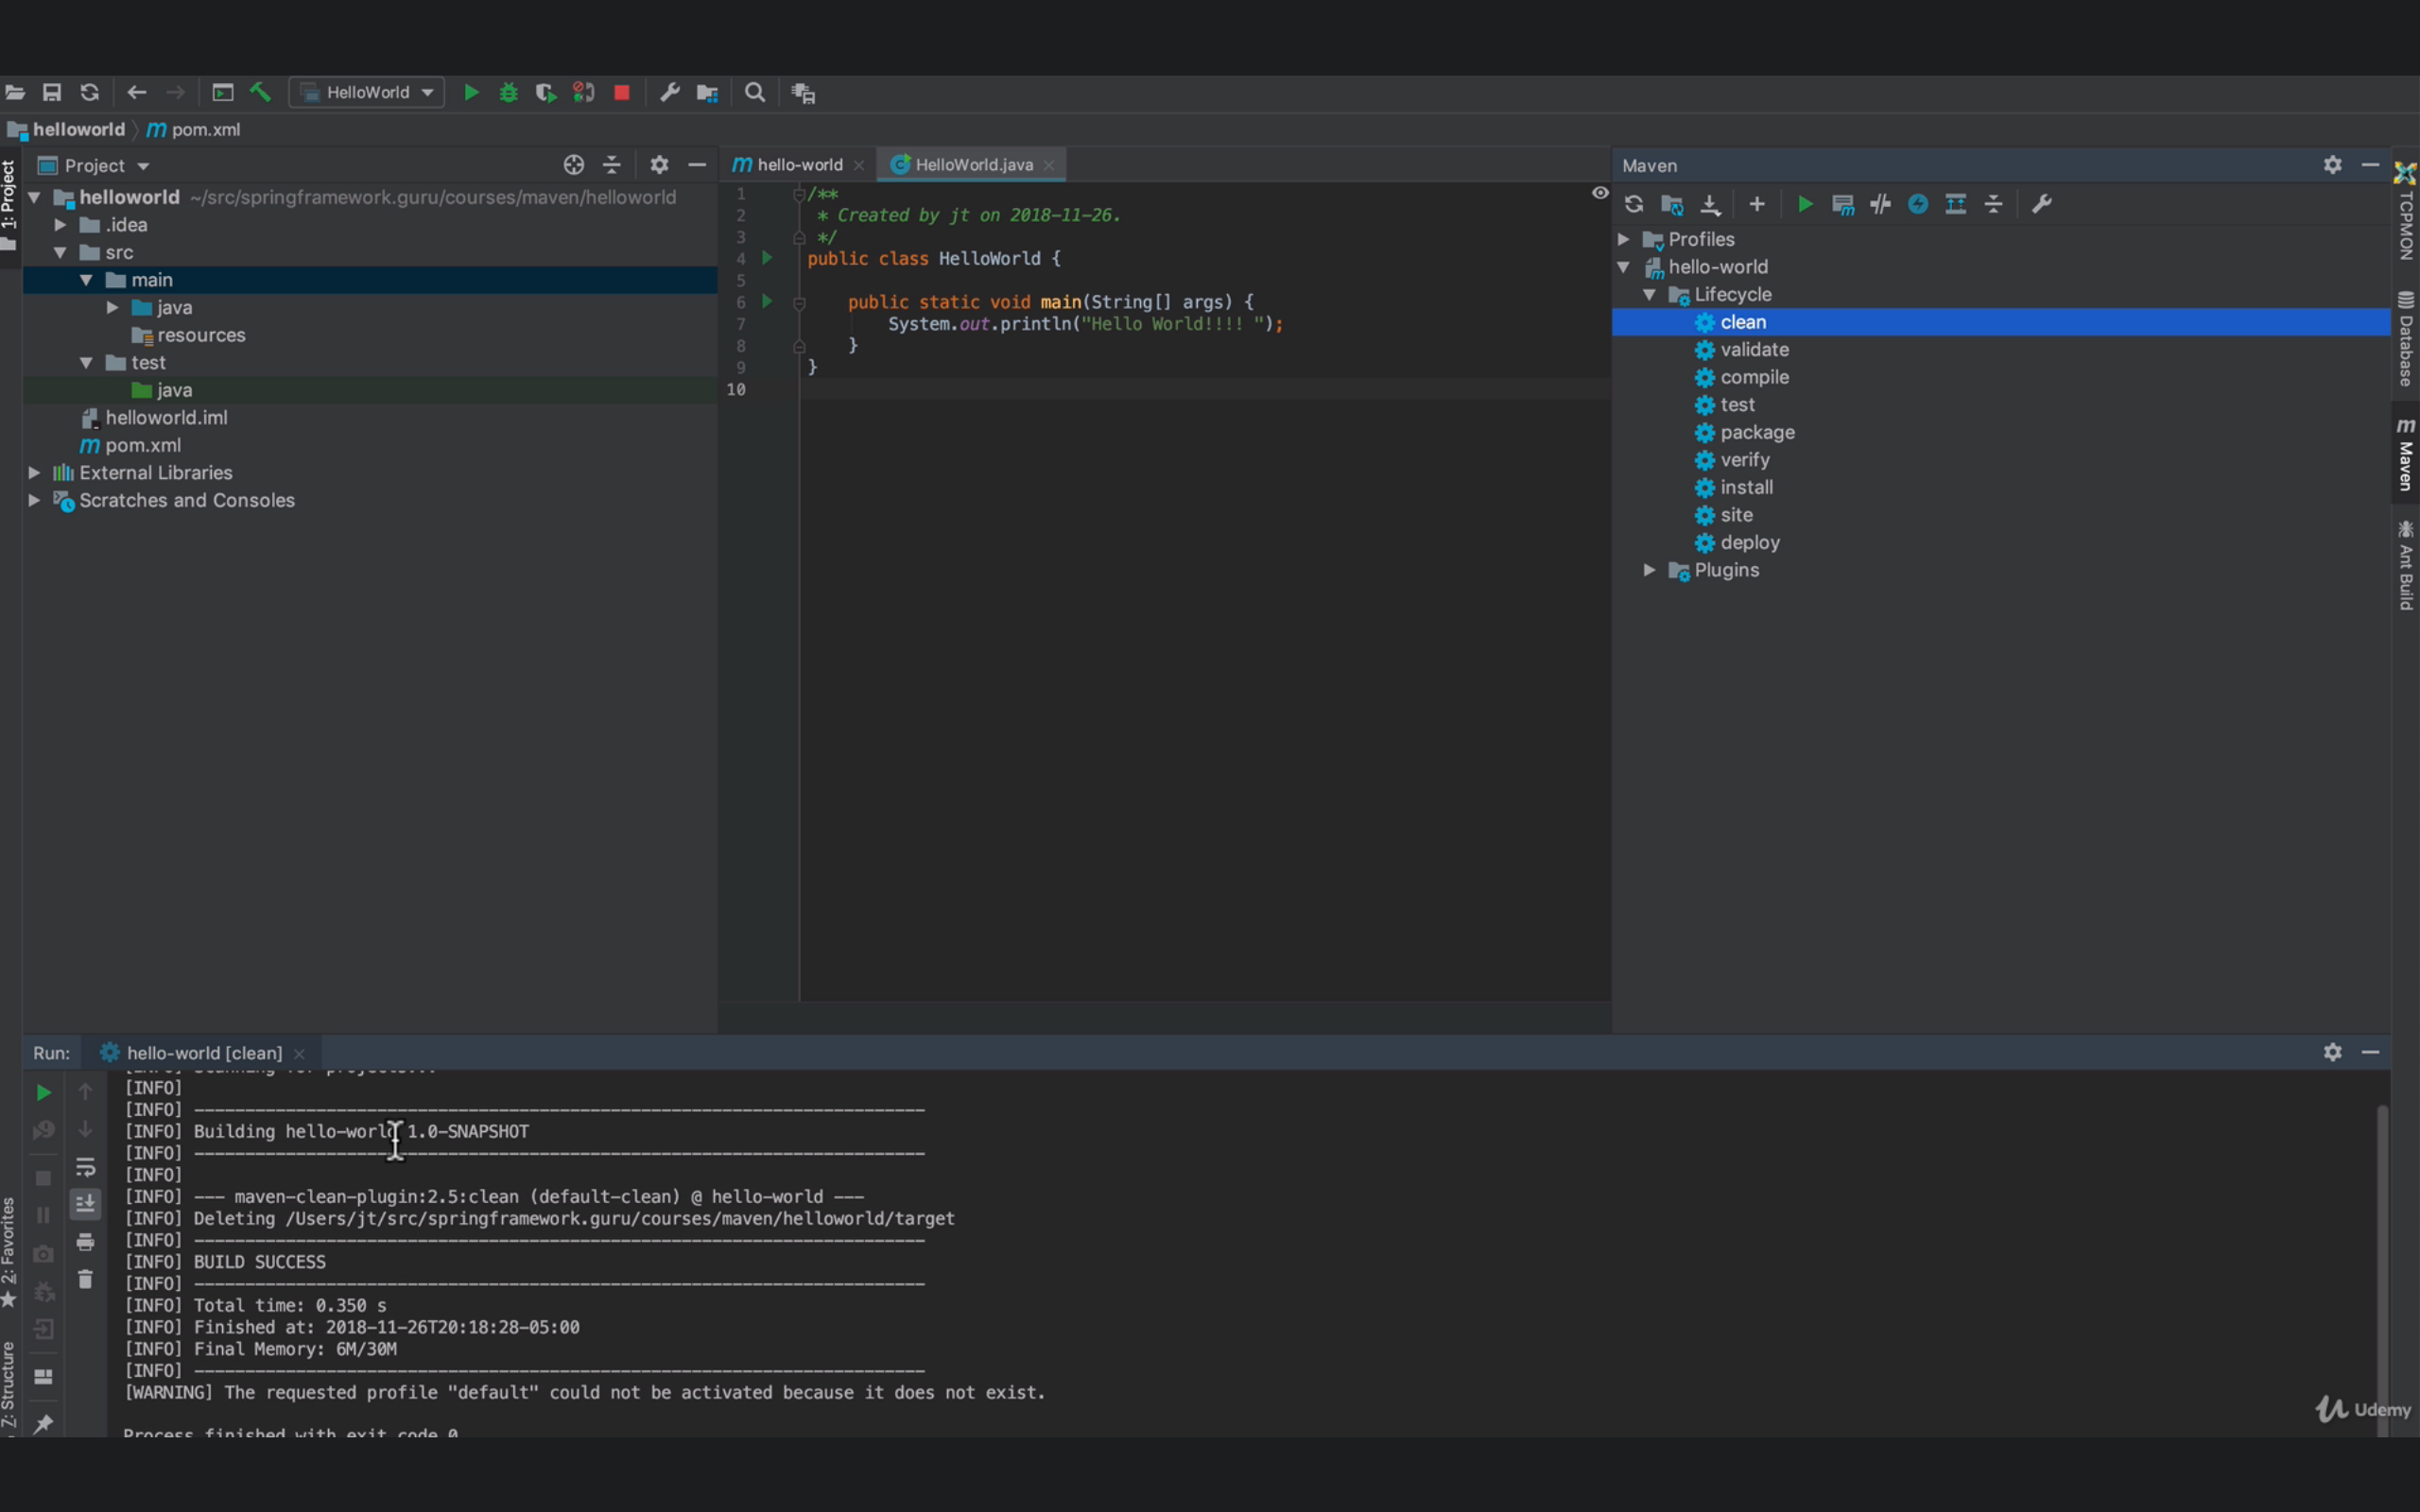 HelloWorld
helloworld
pom.xml
1: Project
Project
helloworld ~/src/springframework.guru/courses/maven/helloworld
.idea
src
main
java
resources
test
java
helloworld.iml
pom.xml
External Libraries
Scratches and Consoles
hello-world
HelloWorld.java
1 /**
2 * Created by jt on 2018-11-26.
3 */
4 public class HelloWorld {
5
6 public static void main(String[] args) {
7 System.out.println("Hello World!!!! ");
8 }
9 }
10
Maven
Profiles
hello-world
Lifecycle
clean
validate
compile
test
package
verify
install
site
deploy
Plugins
TCPMON
Database
Maven
Ant Build
Run: hello-world [clean]
[INFO] Scanning for projects...
[INFO]
[INFO] ------------------------------------------------------------------------
[INFO] Building hello-world 1.0-SNAPSHOT
[INFO] ------------------------------------------------------------------------
[INFO]
[INFO] --- maven-clean-plugin:2.5:clean (default-clean) @ hello-world ---
[INFO] Deleting /Users/jt/src/springframework.guru/courses/maven/helloworld/target
[INFO] ------------------------------------------------------------------------
[INFO] BUILD SUCCESS
[INFO] ------------------------------------------------------------------------
[INFO] Total time: 0.350 s
[INFO] Finished at: 2018-11-26T20:18:28-05:00
[INFO] Final Memory: 6M/30M
[INFO] ------------------------------------------------------------------------
[WARNING] The requested profile "default" could not be activated because it does not exist.
Process finished with exit code 0
2: Favorites
7: Structure
Udemy